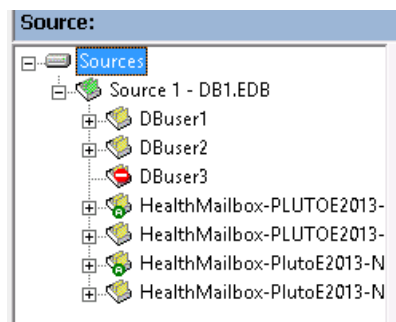 Source:
Sources
Source 1 - DB1.EDB
DBuser1
DBuser2
DBuser3
HealthMailbox-PLUTOE2013-
HealthMailbox-PLUTOE2013-
HealthMailbox-PlutoE2013-N
HealthMailbox-PlutoE2013-N